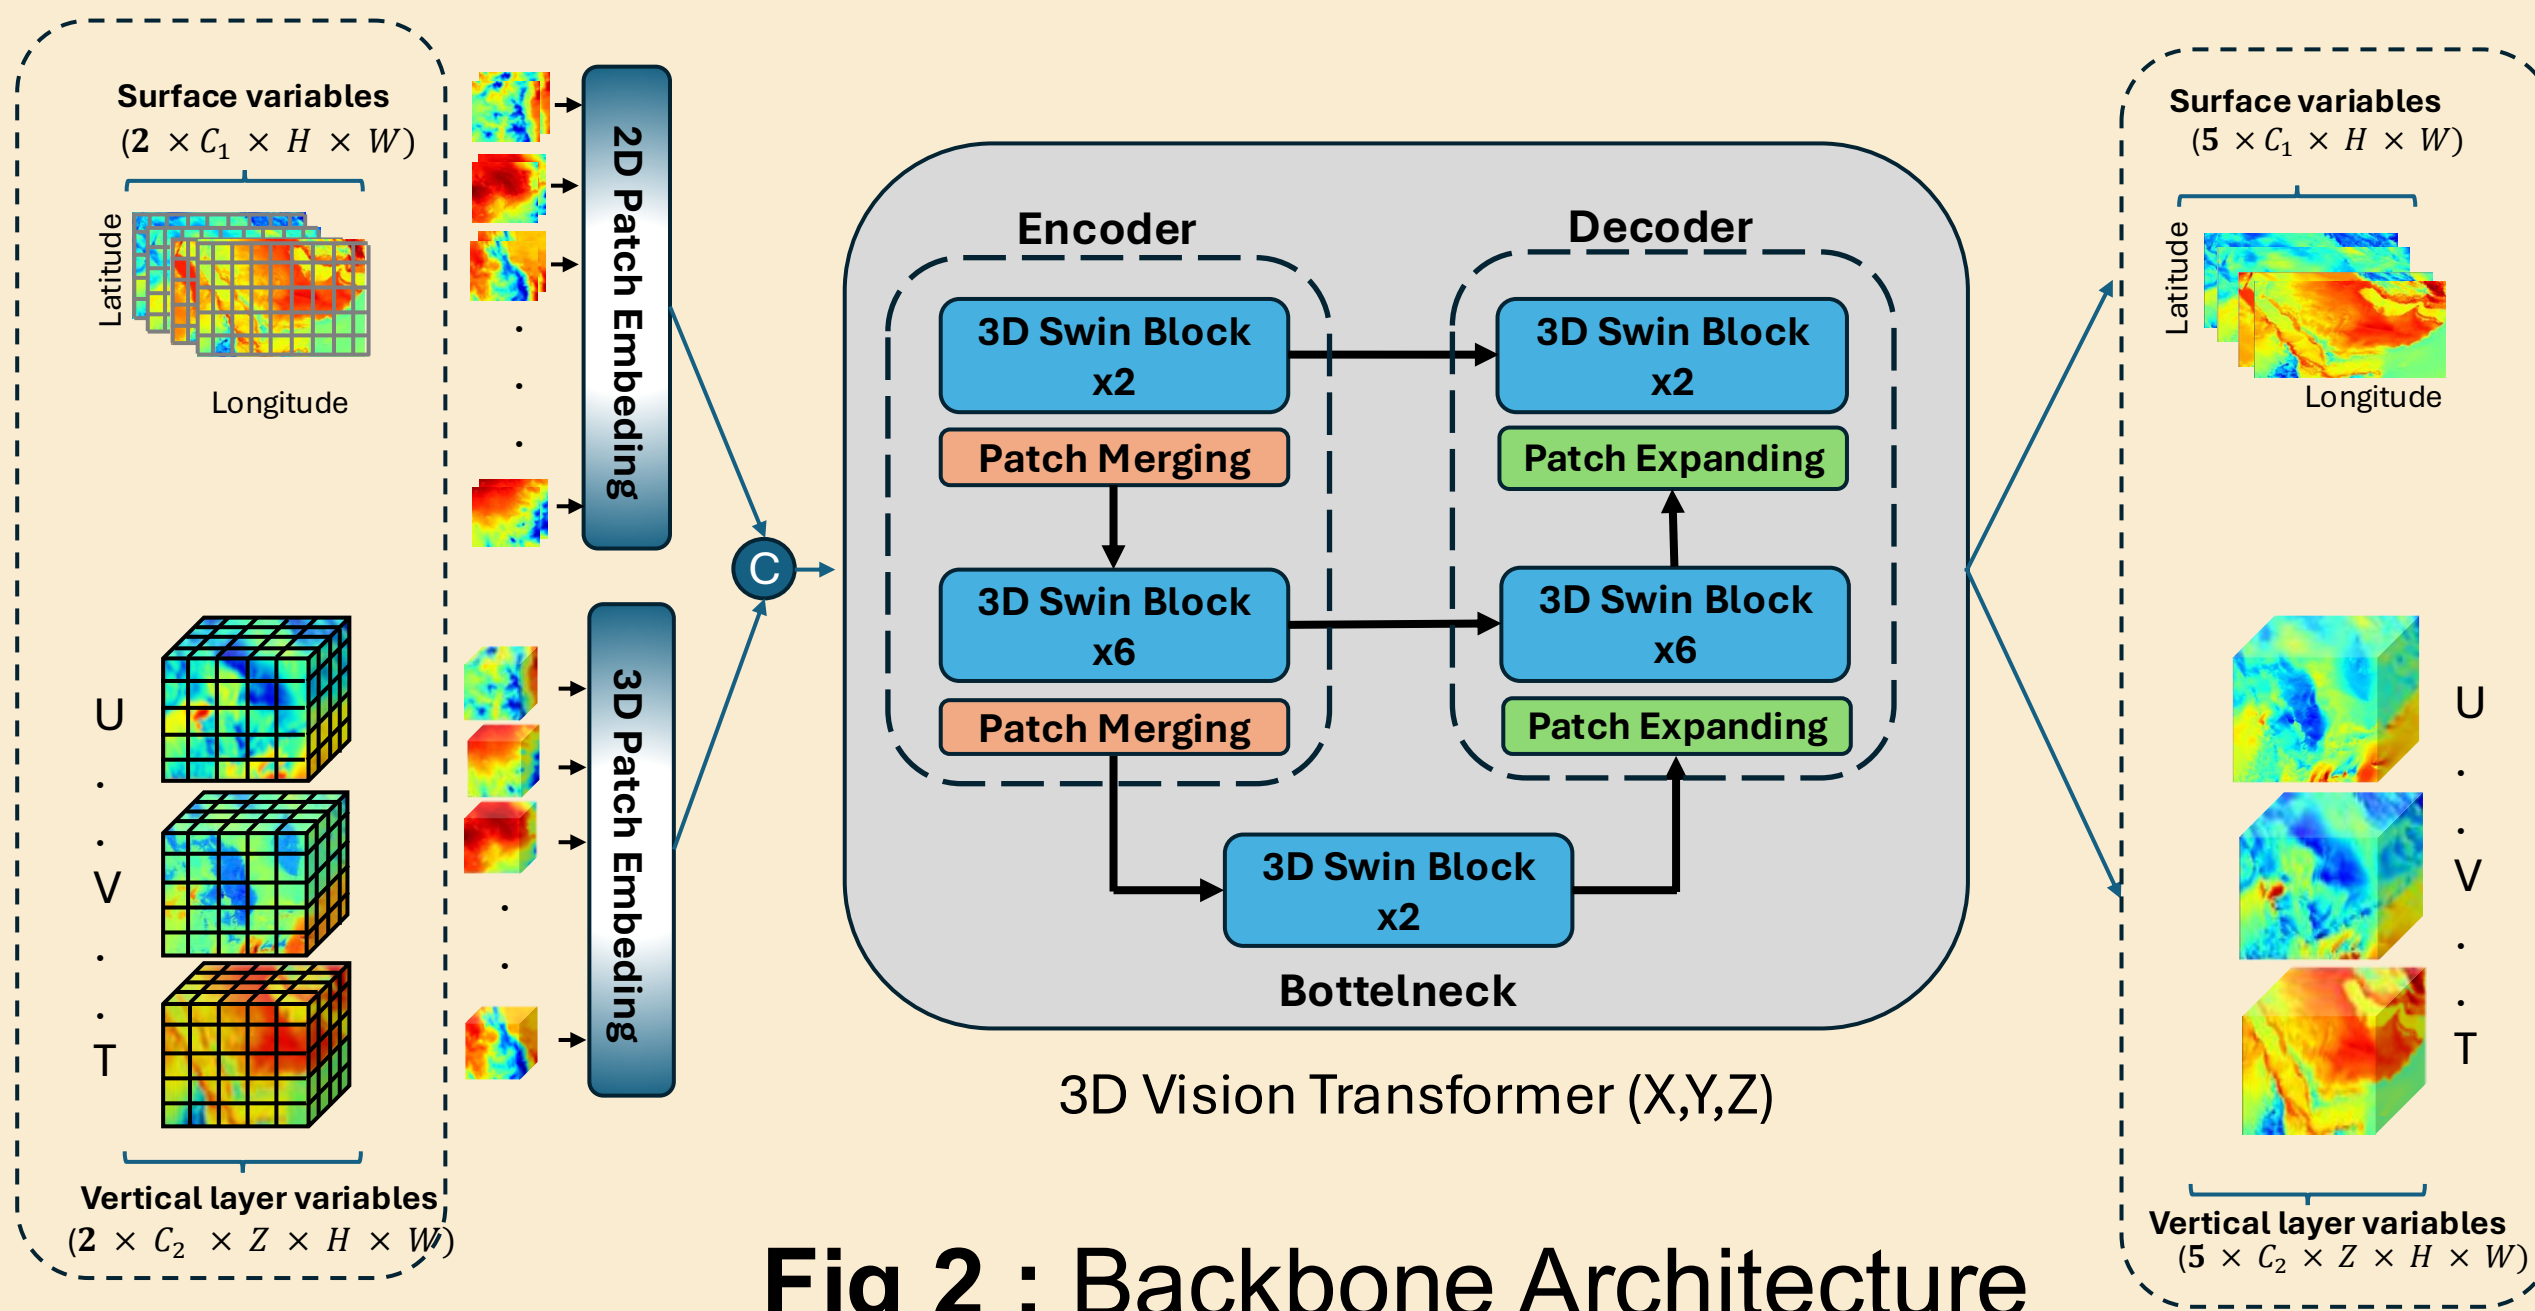 Surface variables
(2 × C₁ × H × W)
Latitude
Longitude
U
V
T
Vertical layer variables
(2 × C₂ × Z × H × W)
2D Patch Embeding
3D Patch Embeding
C
Encoder
3D Swin Block
x2
Patch Merging
3D Swin Block
x6
Patch Merging
Decoder
3D Swin Block
x2
Patch Expanding
3D Swin Block
x6
Patch Expanding
3D Swin Block
x2
Bottelneck
3D Vision Transformer (X,Y,Z)
Surface variables
(5 × C₁ × H × W)
Latitude
Longitude
U
V
T
Vertical layer variables
(5 × C₂ × Z × H × W)
Fig 2 : Backbone Architecture